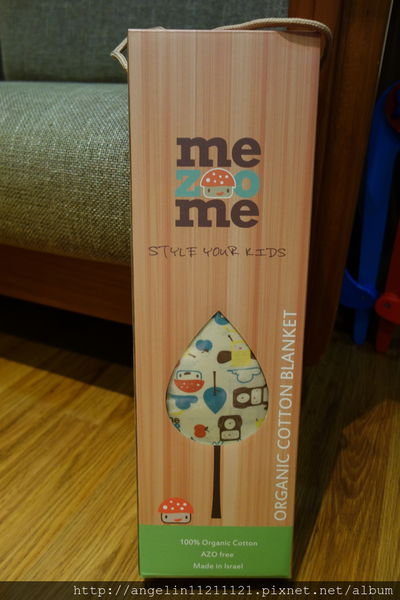 me
zoo
me
STYLE YOUR KIDS
ORGANIC COTTON BLANKET
100% Organic Cotton
AZO free
Made in Israel
http://angelin11211121.pixnet.net/album